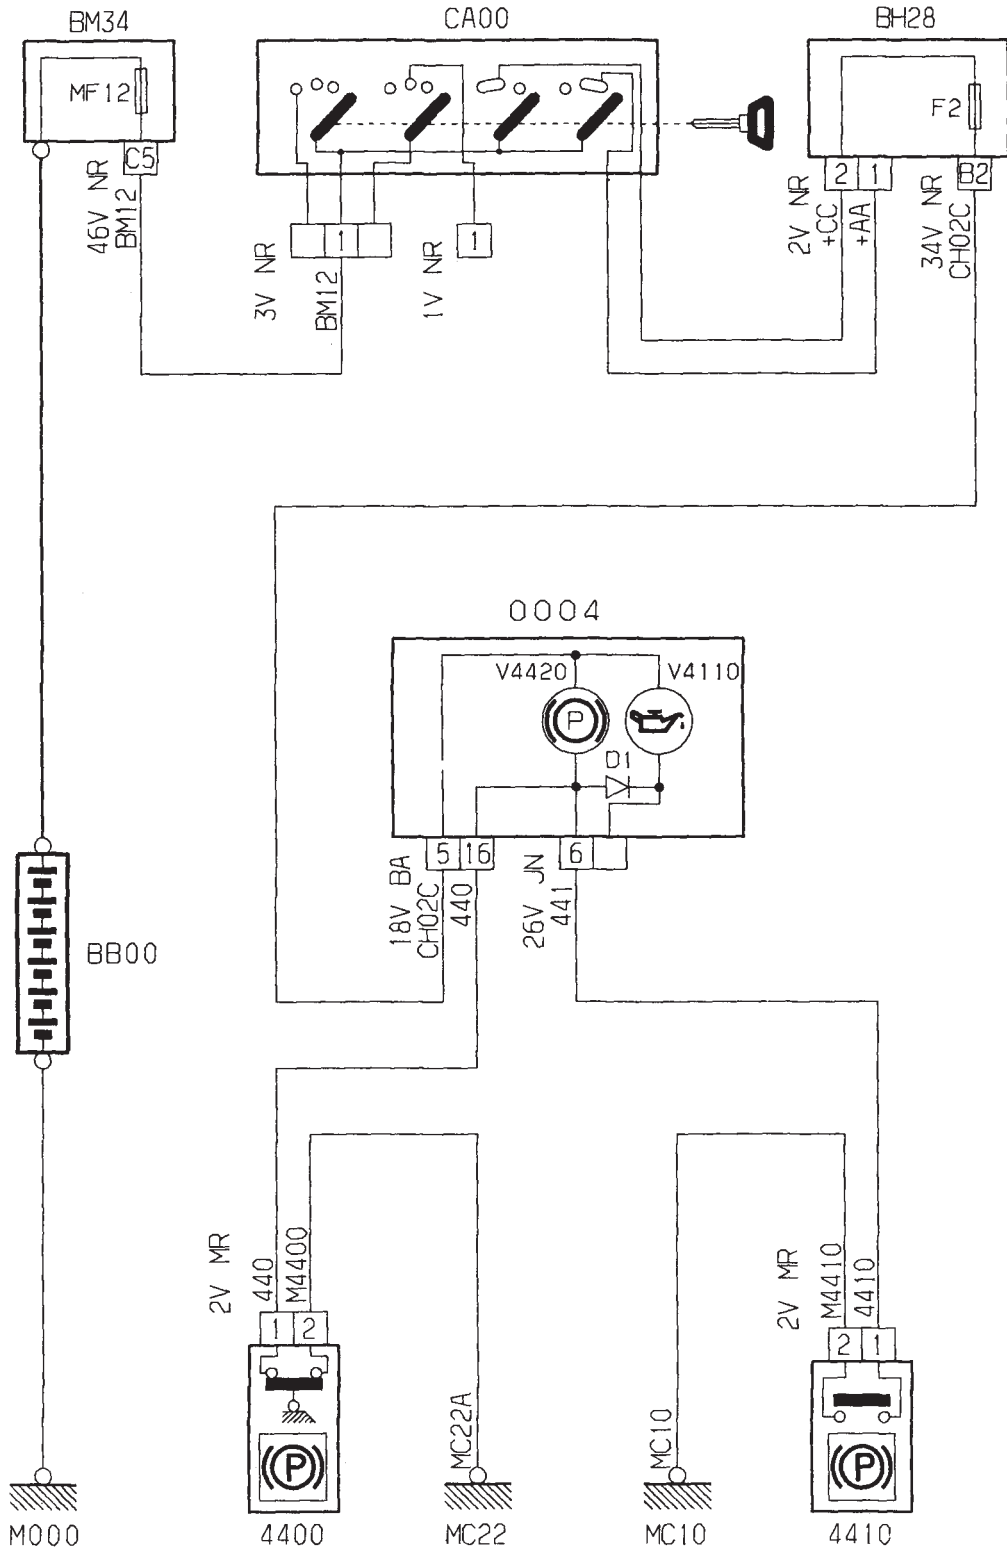 BM34
CA00
BH28
MF12
F2
C5
2
1
B2
46V NR
BM12
3V NR
1
BM12
1V NR
1
2V NR
+CC
+AA
34V NR
CH02C
0004
V4420
V4110
P
D1
5
16
6
18V BA
CH02C
440
26V JN
441
BB00
2V MR
440
M4400
1
2
2V MR
M4410
4410
2
1
MC22A
MC10
P
P
M000
4400
MC22
MC10
4410